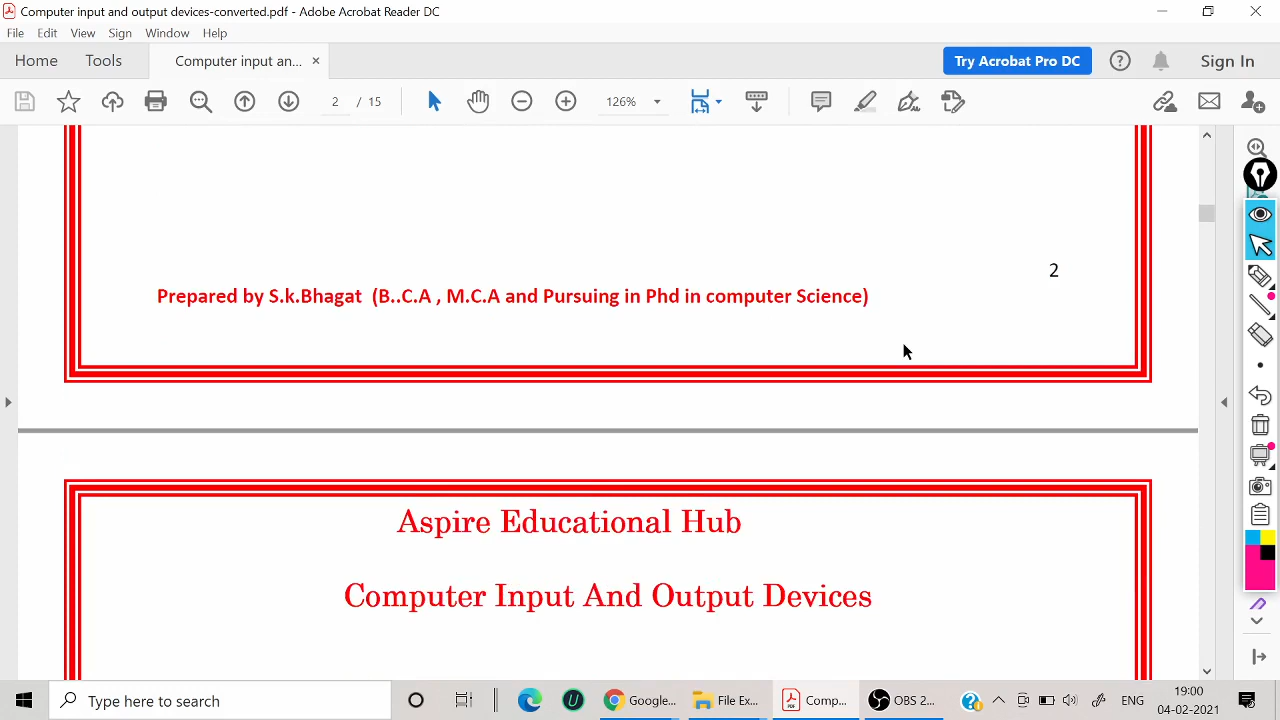 Computer input and output devices-converted.pdf - Adobe Acrobat Reader DC
File Edit View Sign Window Help
Home Tools Computer input an... × Try Acrobat Pro DC Sign In
2 / 15 126%
2
Prepared by S.k.Bhagat (B..C.A , M.C.A and Pursuing in Phd in computer Science)
Aspire Educational Hub
Computer Input And Output Devices
Type here to search Google... File Ex... Comp... OBS 2... ENG 19:00
04-02-2021